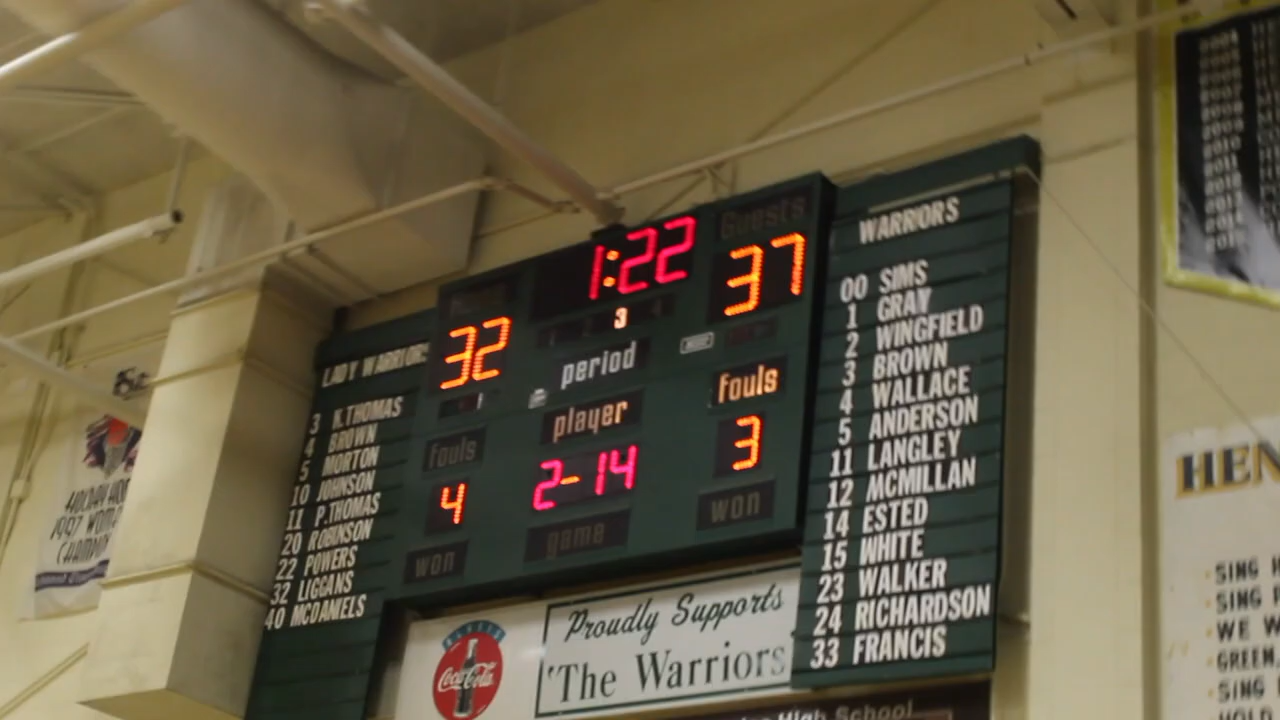 1:22
Guests
32
37
3
period
fouls
player
fouls
4
2-14
3
won
game
won
LADY WARRIORS
3 K.THOMAS
4 BROWN
5 MORTON
10 JOHNSON
11 P.THOMAS
20 ROBINSON
22 POWERS
32 LIGGANS
40 MCDANIELS
WARRIORS
00 SIMS
1 GRAY
2 WINGFIELD
3 BROWN
4 WALLACE
5 ANDERSON
11 LANGLEY
12 MCMILLAN
14 ESTED
15 WHITE
23 WALKER
24 RICHARDSON
33 FRANCIS
Coca-Cola
Proudly Supports
The Warriors
High School
1997
HEN
SING
SING
WE
GREEN
SING
HOLD